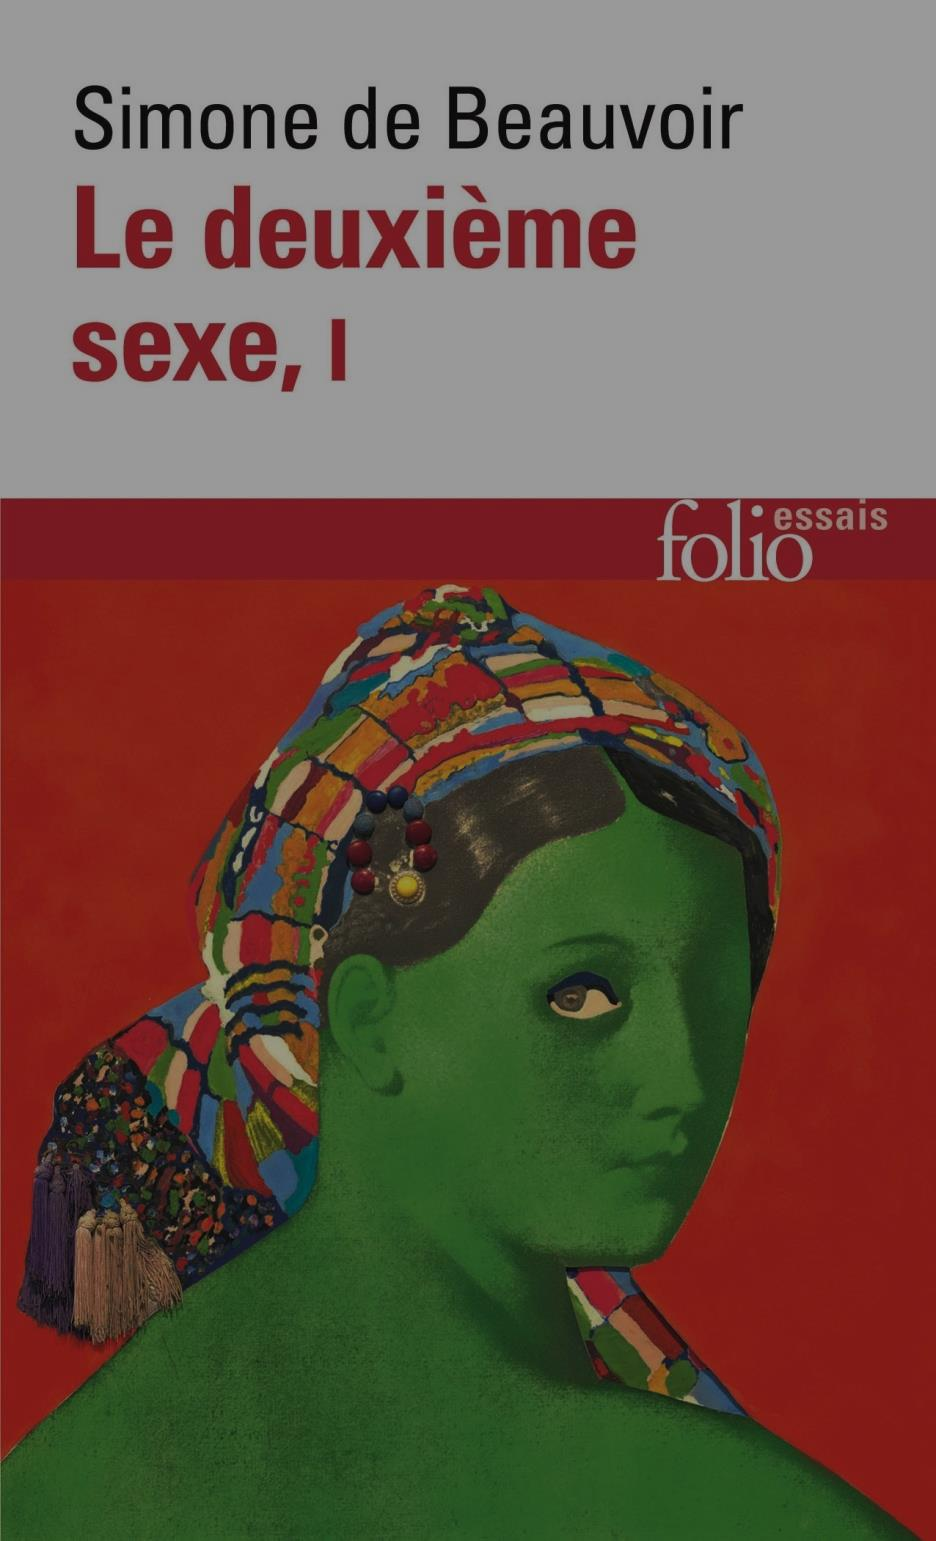 Simone de Beauvoir
Le deuxième
sexe, I
folio essais